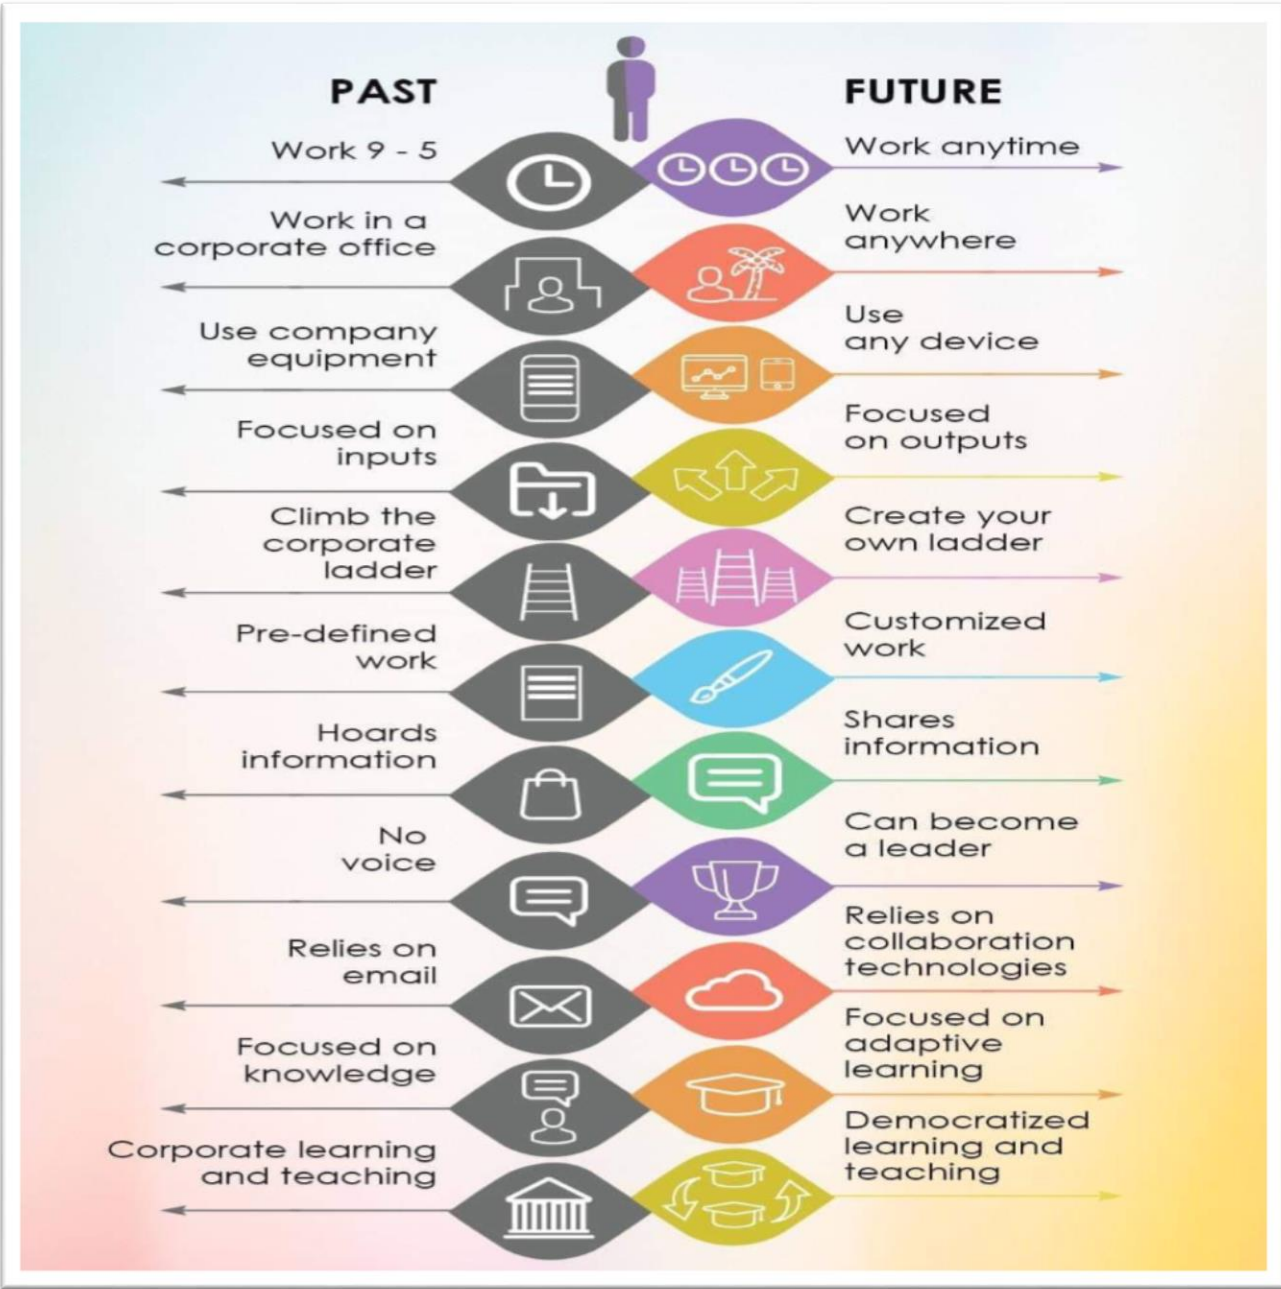 PAST
FUTURE
Work 9 - 5
Work anytime
Work in a
corporate office
Work
anywhere
Use company
equipment
Use
any device
Focused on
inputs
Focused
on outputs
Climb the
corporate
ladder
Create your
own ladder
Pre-defined
work
Customized
work
Hoards
information
Shares
information
No
voice
Can become
a leader
Relies on
email
Relies on
collaboration
technologies
Focused on
knowledge
Focused on
adaptive
learning
Corporate learning
and teaching
Democratized
learning and
teaching